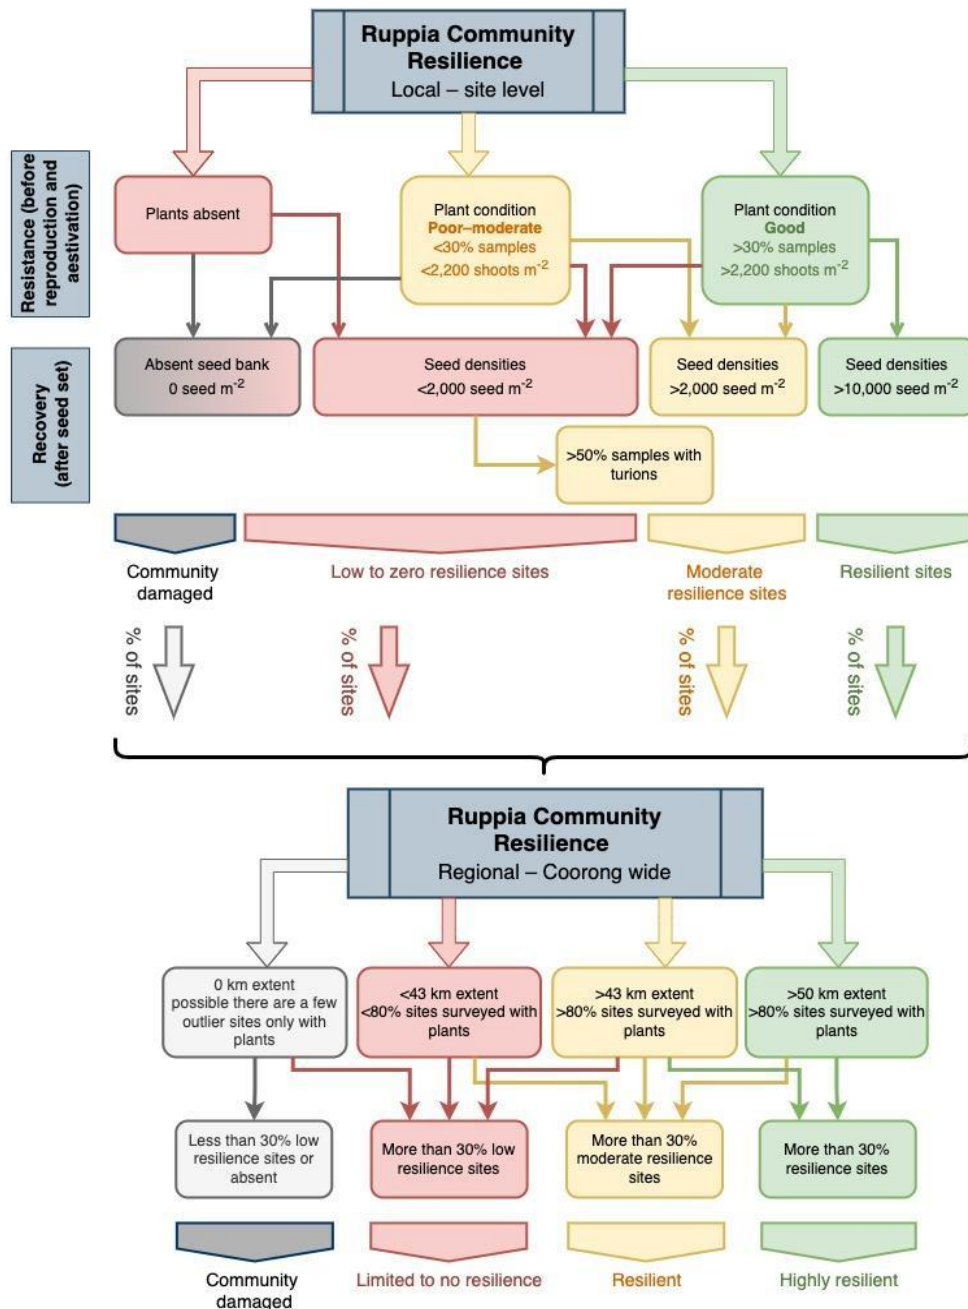 Ruppia Community
Resilience
Local – site level
Resistance (before
reproduction and
aestivation)
Plants absent
Plant condition
Poor–moderate
<30% samples
<2,200 shoots m-2
Plant condition
Good
>30% samples
>2,200 shoots m-2
Recovery
(after seed set)
Absent seed bank
0 seed m-2
Seed densities
<2,000 seed m-2
Seed densities
>2,000 seed m-2
Seed densities
>10,000 seed m-2
>50% samples with
turions
Community
damaged
Low to zero resilience sites
Moderate
resilience sites
Resilient sites
% of sites
% of sites
% of sites
% of sites
Ruppia Community
Resilience
Regional – Coorong wide
0 km extent
possible there are a few
outlier sites only with
plants
<43 km extent
<80% sites surveyed with
plants
>43 km extent
>80% sites surveyed with
plants
>50 km extent
>80% sites surveyed with
plants
Less than 30% low
resilience sites or
absent
More than 30% low
resilience sites
More than 30%
moderate resilience
sites
More than 30%
resilience sites
Community
damaged
Limited to no resilience
Resilient
Highly resilient